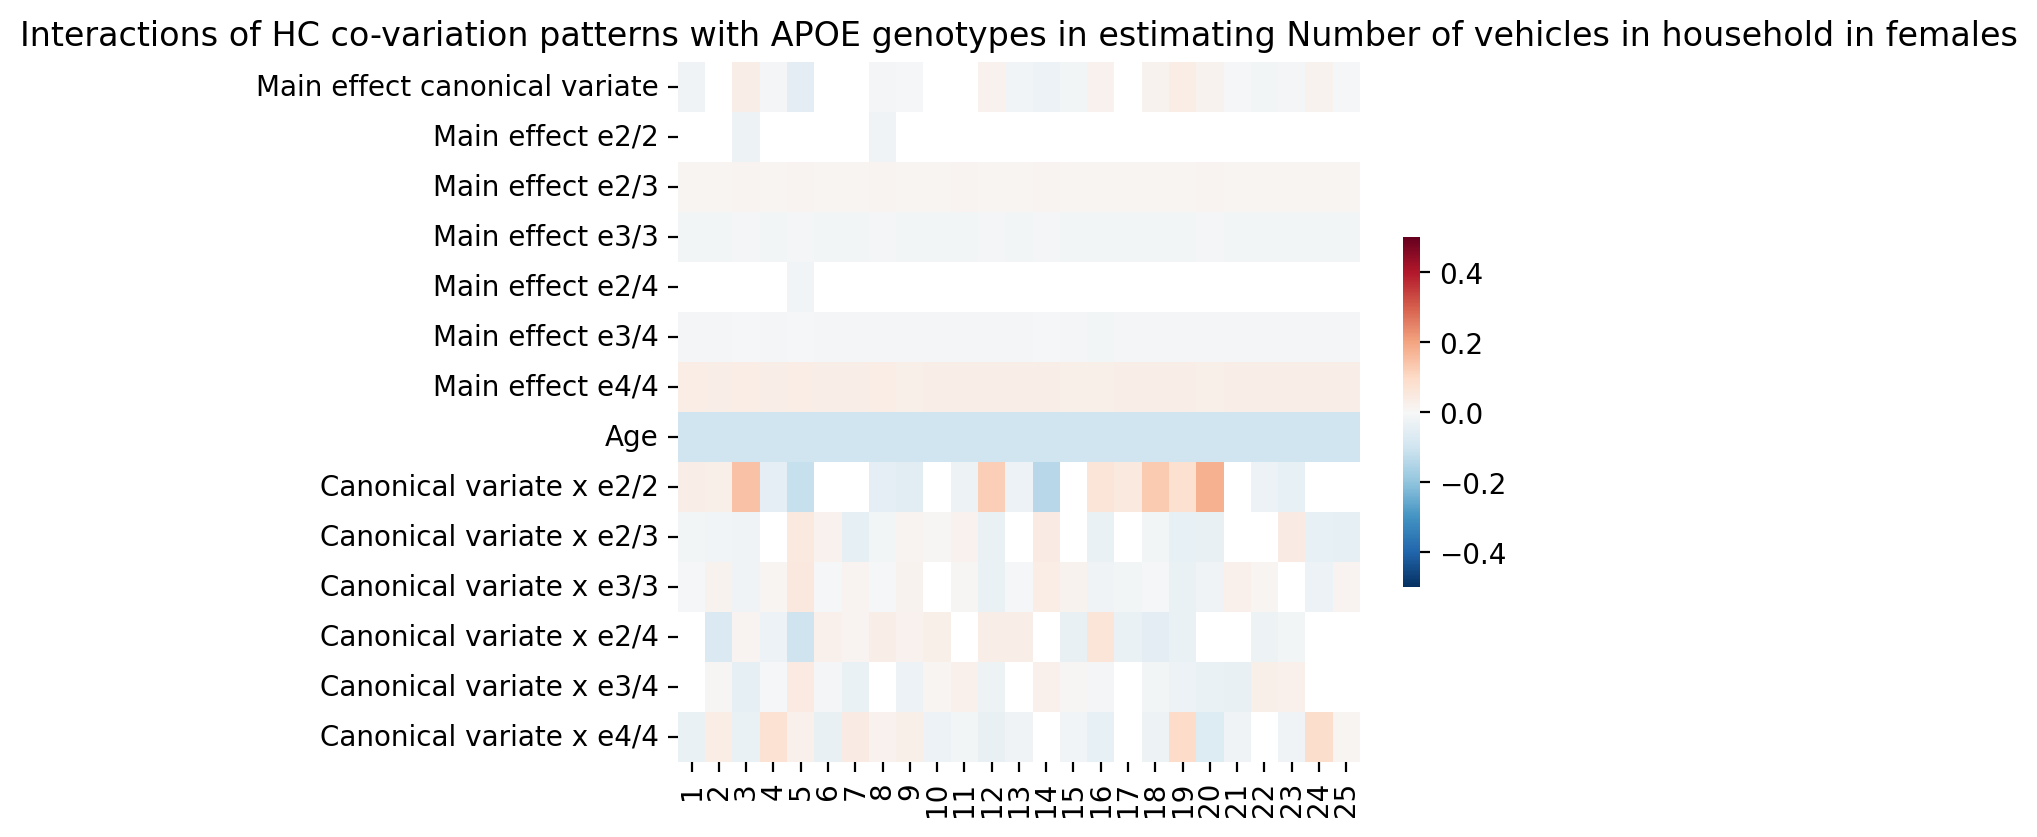 Interactions of HC co-variation patterns with APOE genotypes in estimating Number of vehicles in household in females
Main effect canonical variate
Main effect e2/2
Main effect e2/3
Main effect e3/3
Main effect e2/4
Main effect e3/4
Main effect e4/4
Age
Canonical variate x e2/2
Canonical variate x e2/3
Canonical variate x e3/3
Canonical variate x e2/4
Canonical variate x e3/4
Canonical variate x e4/4
1 2 3 4 5 6 7 8 9 10 11 12 13 14 15 16 17 18 19 20 21 22 23 24 25
0.4
0.2
0.0
−0.2
−0.4